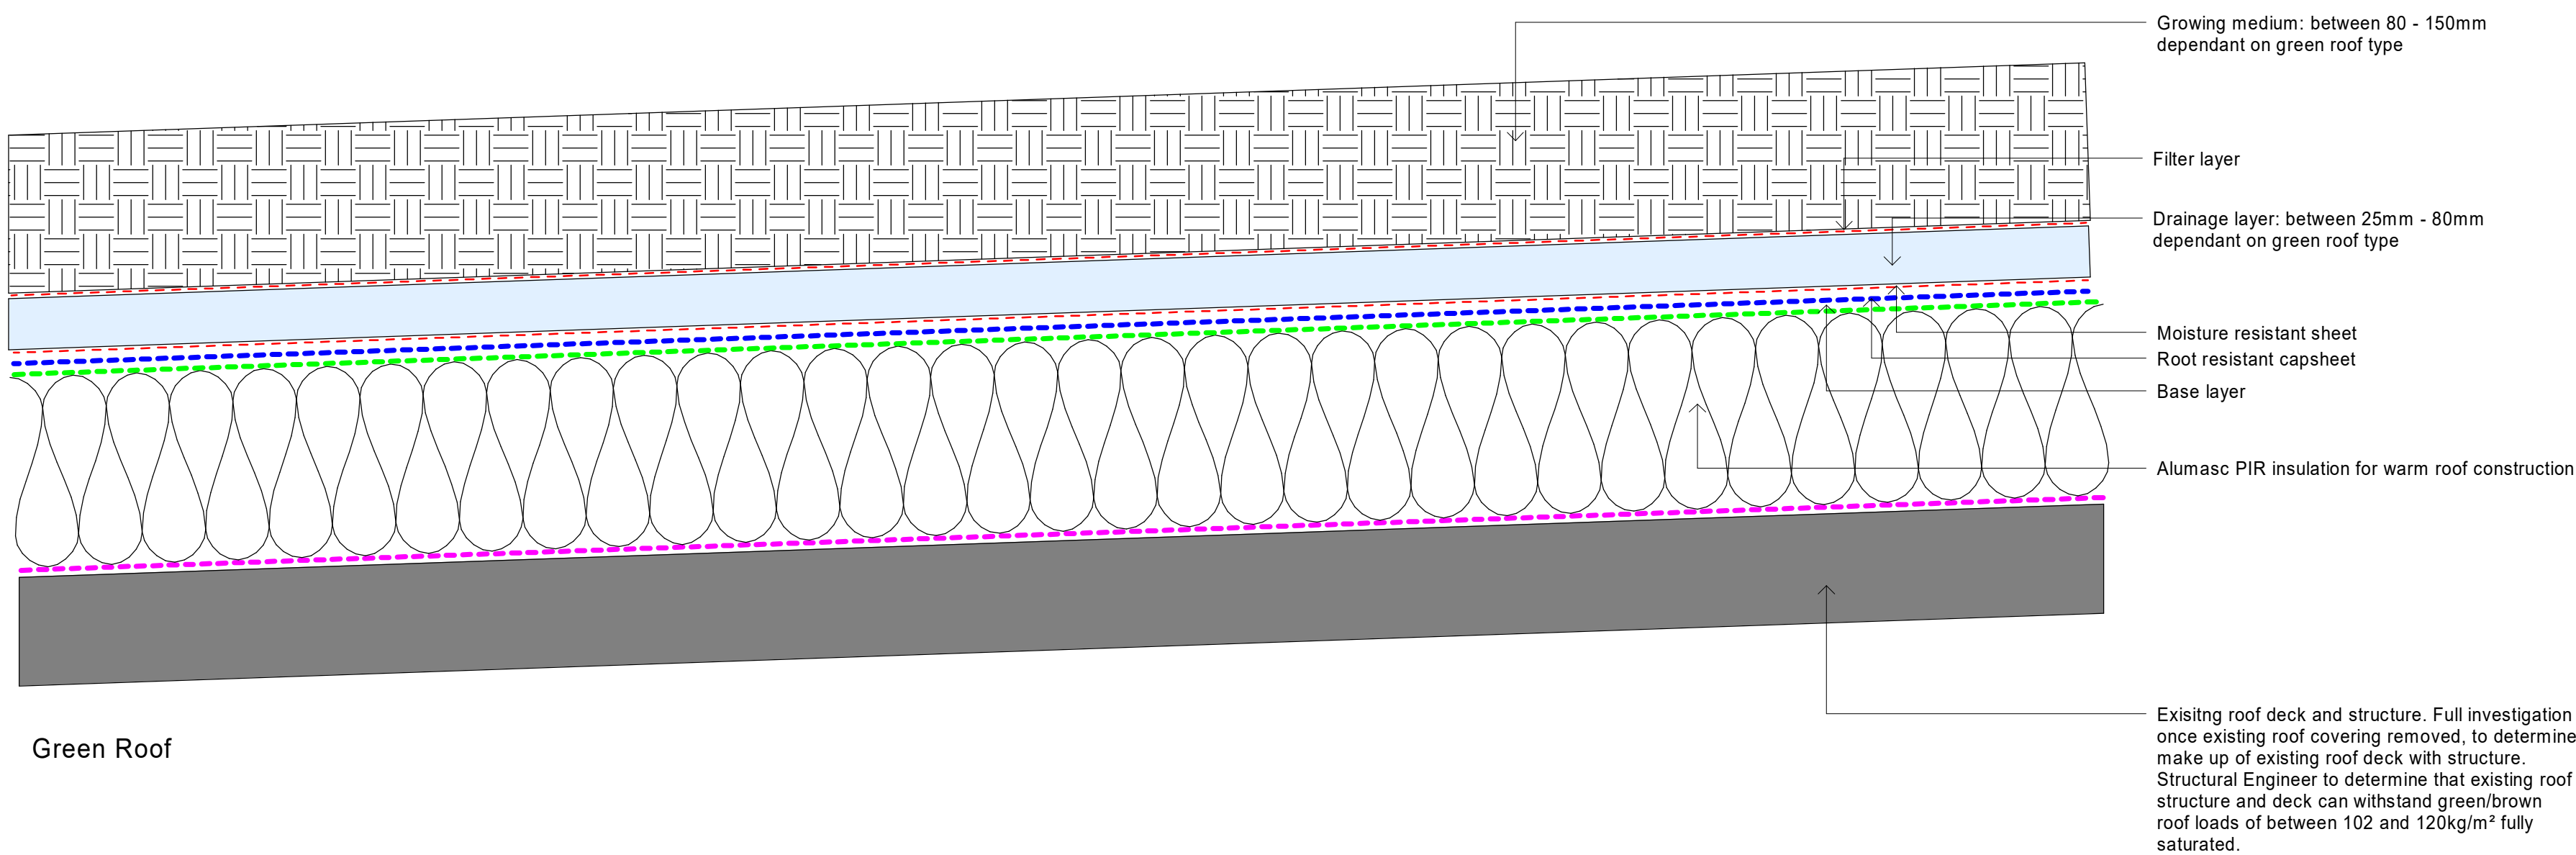 Growing medium: between 80 - 150mm
dependant on green roof type
Filter layer
Drainage layer: between 25mm - 80mm
dependant on green roof type
Moisture resistant sheet
Root resistant capsheet
Base layer
Alumasc PIR insulation for warm roof construction
Exisitng roof deck and structure. Full investigation
once existing roof covering removed, to determine
make up of existing roof deck with structure.
Structural Engineer to determine that existing roof
structure and deck can withstand green/brown
roof loads of between 102 and 120kg/m² fully
saturated.
Green Roof